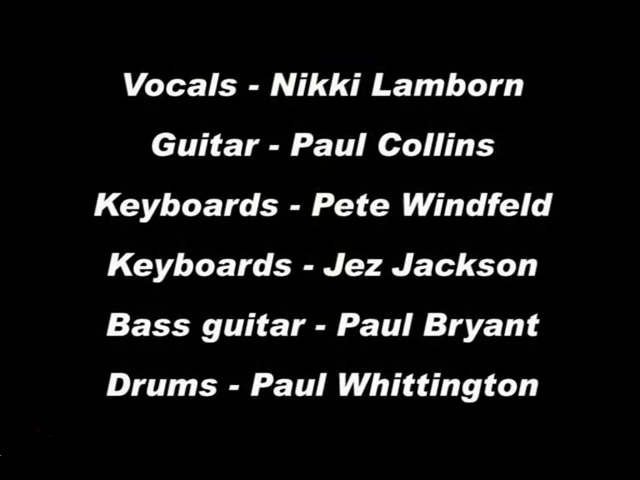 Vocals - Nikki Lamborn
Guitar - Paul Collins
Keyboards - Pete Windfeld
Keyboards - Jez Jackson
Bass guitar - Paul Bryant
Drums - Paul Whittington